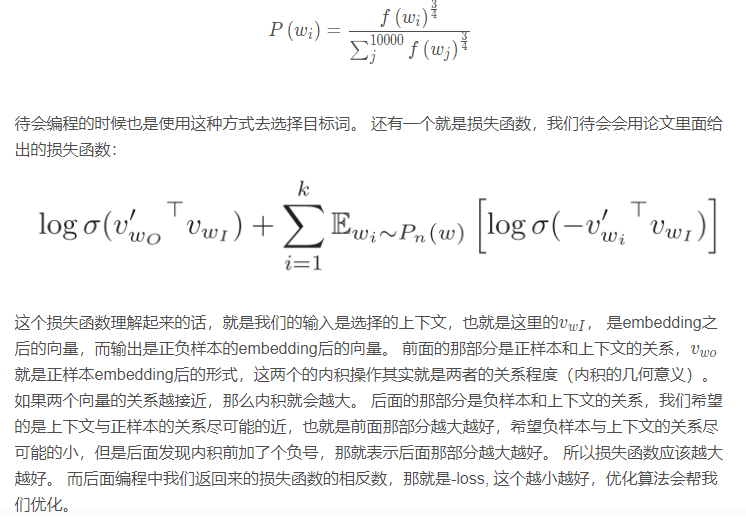 P(w_i) = \frac{f(w_i)^{\frac{3}{4}}}{\sum_j^{10000} f(w_j)^{\frac{3}{4}}}
待会编程的时候也是使用这种方式去选择目标词。 还有一个就是损失函数，我们待会会用论文里面给
出的损失函数：
\log \sigma({v'_{w_O}}^\top v_{w_I}) + \sum_{i=1}^{k} \mathbb{E}_{w_i \sim P_n(w)} \left[ \log \sigma(-{v'_{w_i}}^\top v_{w_I}) \right]
这个损失函数理解起来的话，就是我们的输入是选择的上下文，也就是这里的v_{wI}， 是embedding之
后的向量，而输出是正负样本的embedding后的向量。 前面的那部分是正样本和上下文的关系，v_{wo}
就是正样本embedding后的形式，这两个的内积操作其实就是两者的关系程度（内积的几何意义）。
如果两个向量的关系越接近，那么内积就会越大。 后面的那部分是负样本和上下文的关系，我们希望
的是上下文与正样本的关系尽可能的近，也就是前面那部分越大越好，希望负样本与上下文的关系尽
可能的小，但是后面发现内积前加了个负号，那就表示后面那部分越大越好。 所以损失函数应该越大
越好。 而后面编程中我们返回来的损失函数的相反数，那就是-loss, 这个越小越好，优化算法会帮我
们优化。